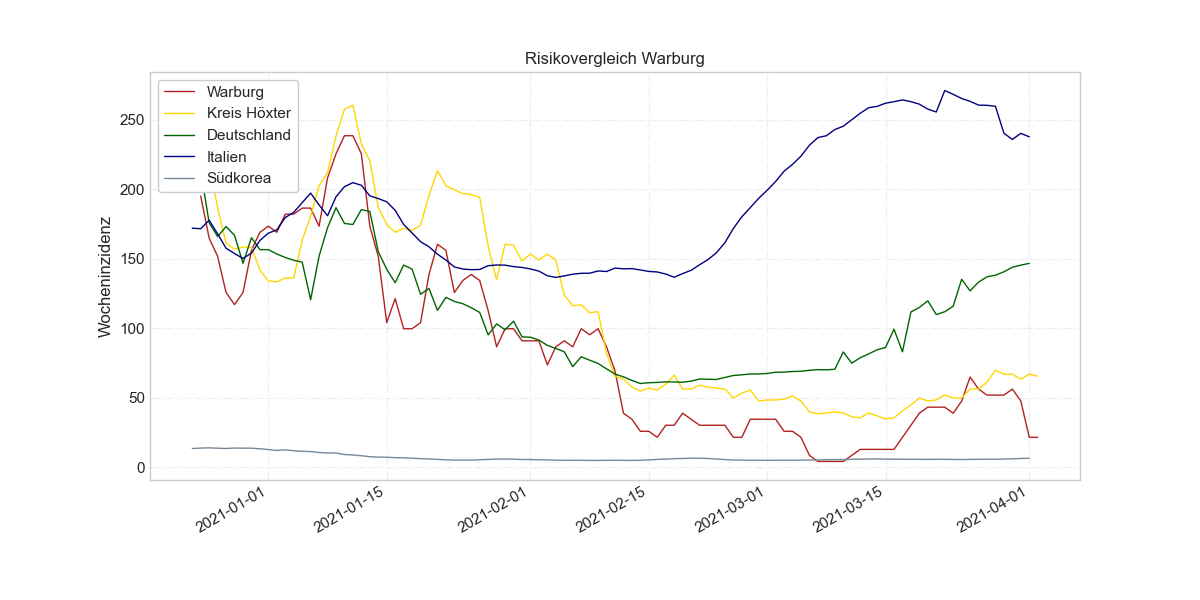 Risikovergleich Warburg
Warburg
Kreis Höxter
Deutschland
Italien
Südkorea
Wocheninzidenz
250
200
150
100
50
0
2021-01-01
2021-01-15
2021-02-01
2021-02-15
2021-03-01
2021-03-15
2021-04-01